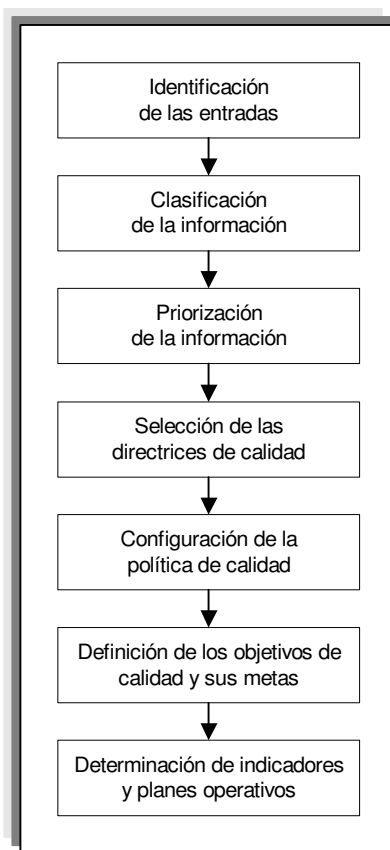 Identificación
de las entradas
Clasificación
de la información
Priorización
de la información
Selección de las
directrices de calidad
Configuración de la
política de calidad
Definición de los objetivos de
calidad y sus metas
Determinación de indicadores
y planes operativos